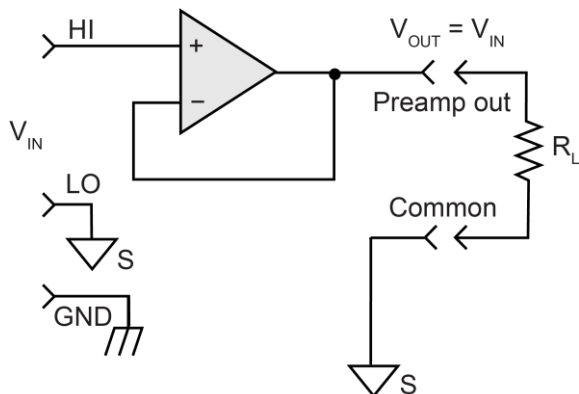 HI
V_OUT = V_IN
+
−
Preamp out
V_IN
R_L
LO
Common
S
GND
S